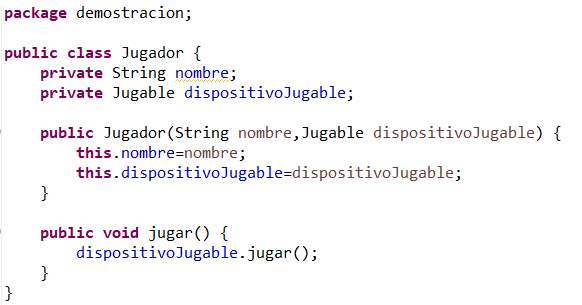 package demostracion;
public class Jugador {
private String nombre;
private Jugable dispositivoJugable;
public Jugador(String nombre,Jugable dispositivoJugable) {
this.nombre=nombre;
this.dispositivoJugable=dispositivoJugable;
}
public void jugar() {
dispositivoJugable.jugar();
}
}